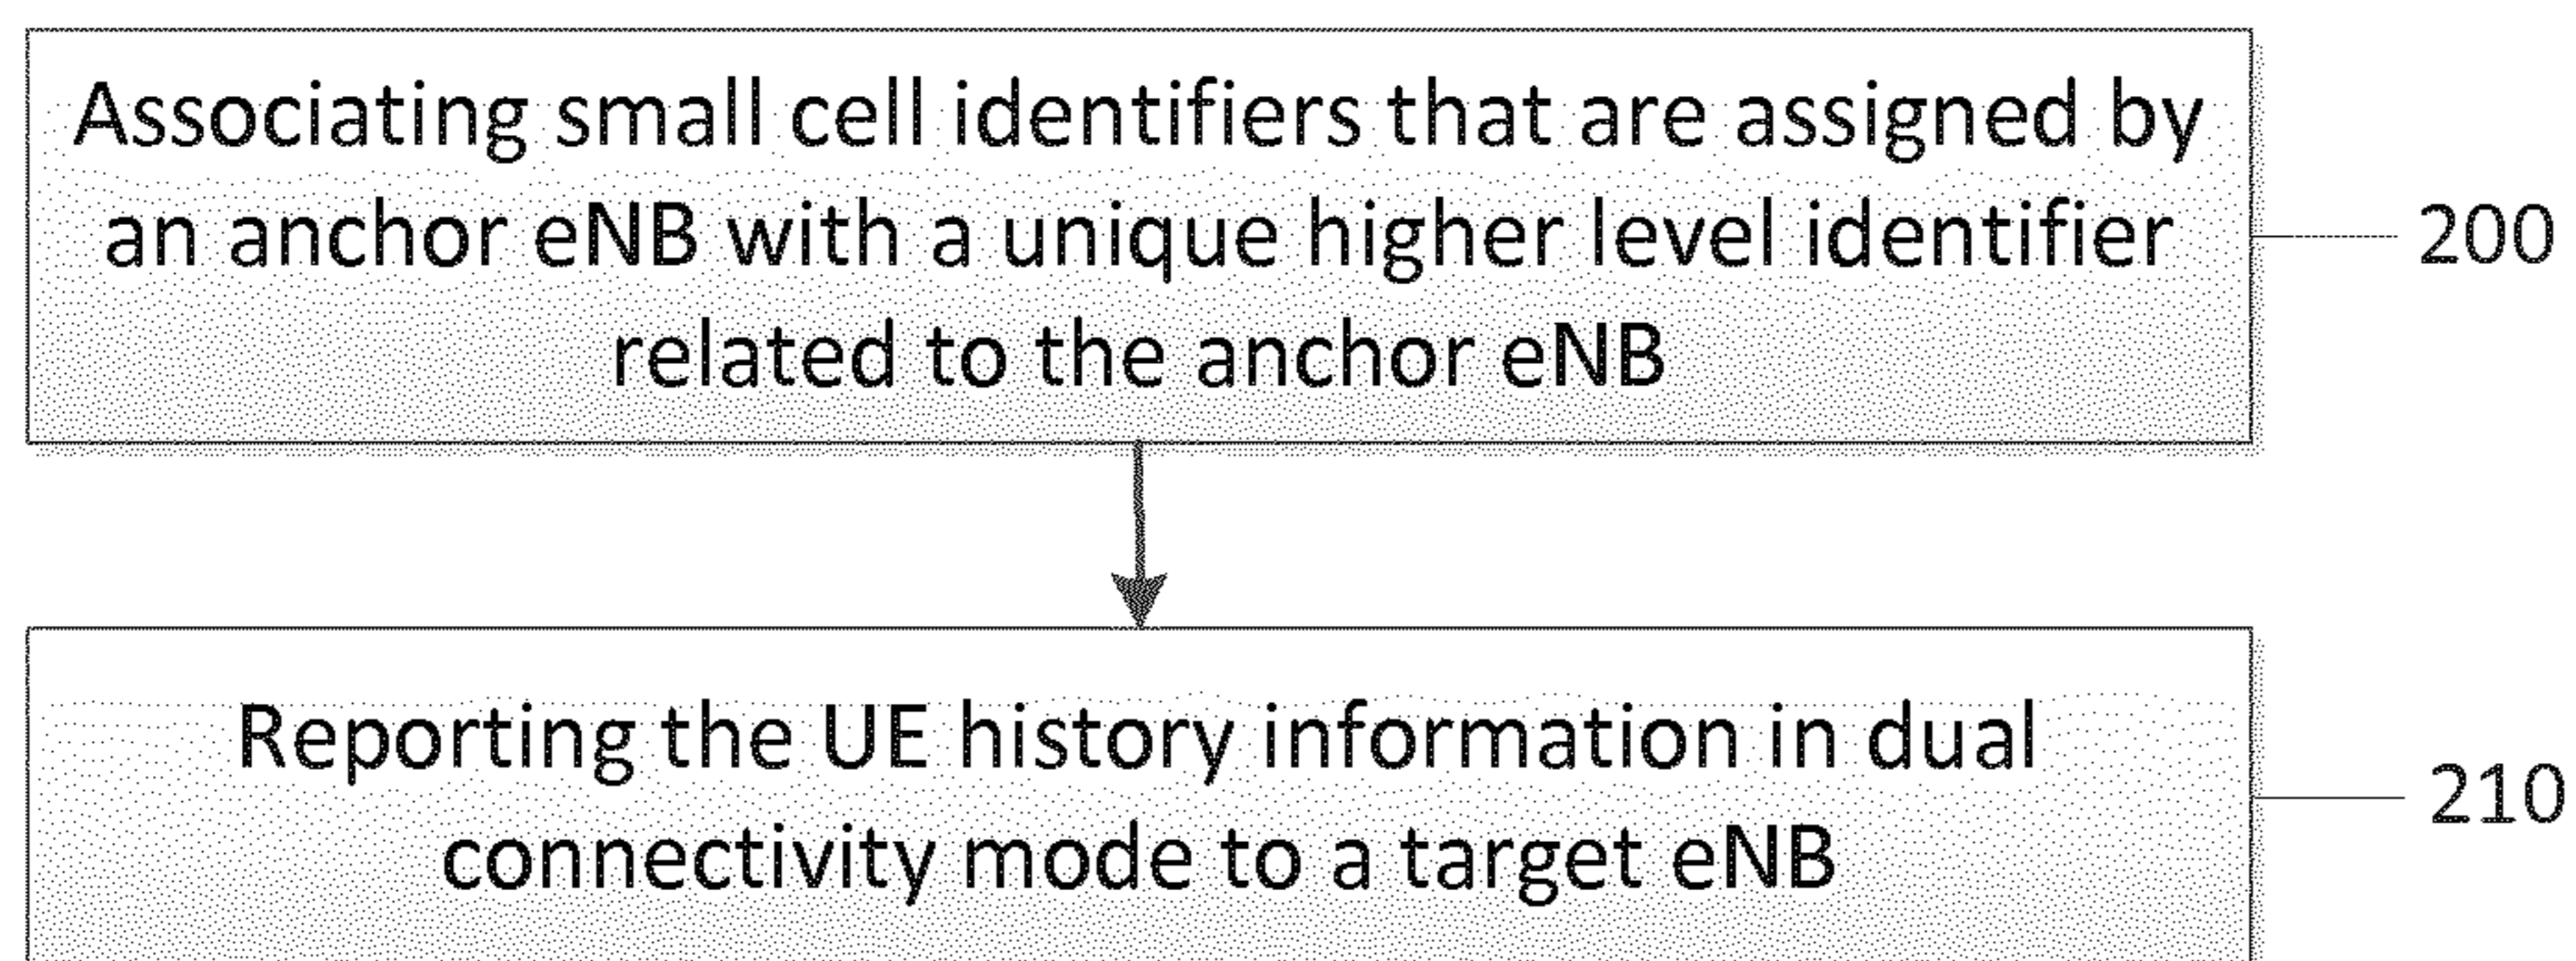 Associating small cell identifiers that are assigned by
an anchor eNB with a unique higher level identifier
related to the anchor eNB
200
Reporting the UE history information in dual
connectivity mode to a target eNB
210